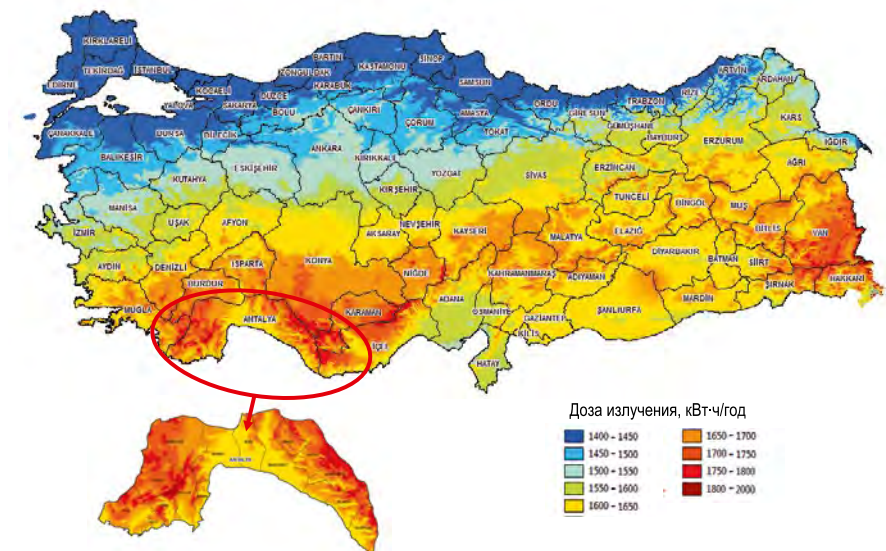 KIRKLARELİ
TEKİRDAĞ
İSTANBUL
EDİRNE
KOCAELİ
YALOVA
SAKARYA
DÜZCE
BOLU
ZONGULDAK
BARTIN
KARABÜK
KASTAMONU
SİNOP
SAMSUN
ÇANKIRI
ÇORUM
AMASYA
TOKAT
ORDU
GİRESUN
TRABZON
RİZE
ARTVİN
ARDAHAN
KARS
GÜMÜŞHANE
BAYBURT
ERZURUM
IĞDIR
AĞRI
ÇANAKKALE
BURSA
BİLECİK
BALIKESİR
KUTAHYA
ESKİŞEHİR
ANKARA
KIRIKKALE
YOZGAT
SİVAS
ERZİNCAN
TUNCELİ
BİNGÖL
MUŞ
KIRŞEHİR
MANİSA
UŞAK
AFYON
İZMİR
NEVŞEHİR
AKSARAY
KAYSERİ
MALATYA
ELAZIĞ
BİTLİS
VAN
DİYARBAKIR
BATMAN
SİİRT
AYDIN
DENİZLİ
ISPARTA
KONYA
BURDUR
NİĞDE
KAHRAMANMARAŞ
ADIYAMAN
HAKKARİ
ŞIRNAK
MARDİN
MUĞLA
ANTALYA
KARAMAN
ADANA
OSMANİYE
GAZİANTEP
ŞANLIURFA
KİLİS
İÇEL
HATAY
Доза излучения, кВт·ч/год
1400 - 1450
1450 - 1500
1500 - 1550
1550 - 1600
1600 - 1650
1650 - 1700
1700 - 1750
1750 - 1800
1800 - 2000